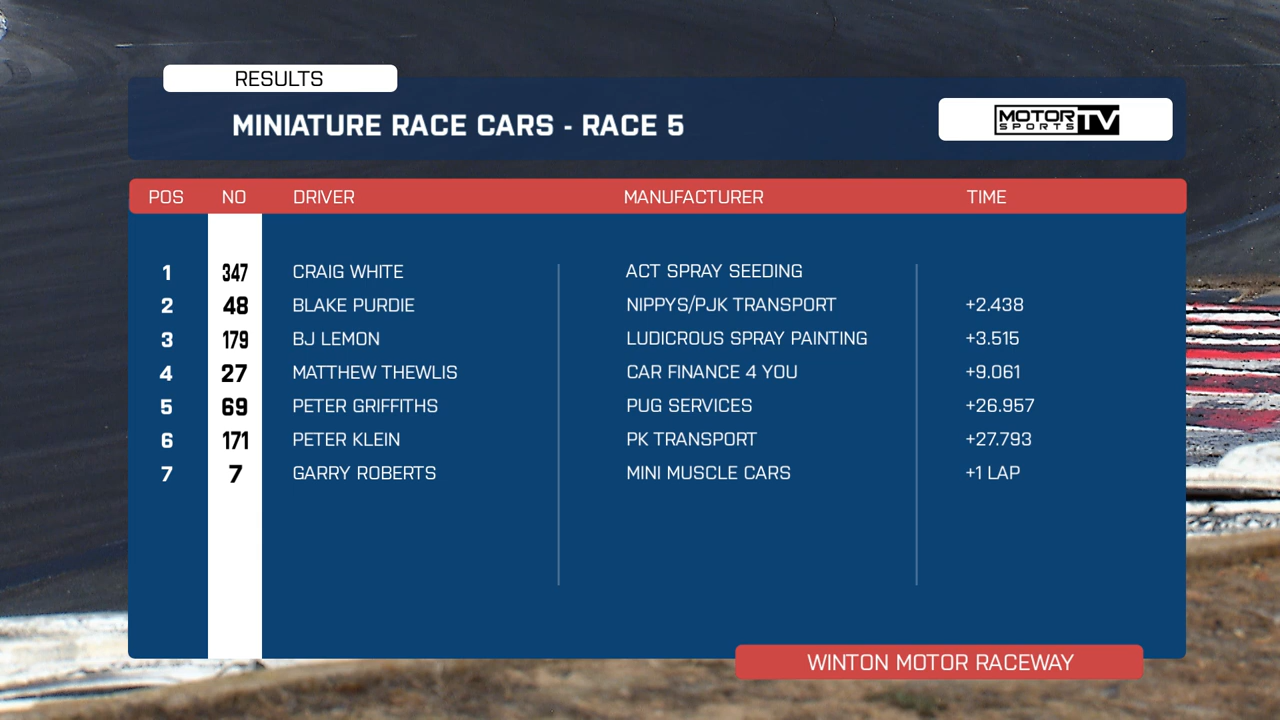 RESULTS
MINIATURE RACE CARS - RACE 5
MOTOR SPORTS TV
POS NO DRIVER MANUFACTURER TIME
1 347 CRAIG WHITE ACT SPRAY SEEDING
2 48 BLAKE PURDIE NIPPYS/PJK TRANSPORT +2.438
3 179 BJ LEMON LUDICROUS SPRAY PAINTING +3.515
4 27 MATTHEW THEWLIS CAR FINANCE 4 YOU +9.061
5 69 PETER GRIFFITHS PUG SERVICES +26.957
6 171 PETER KLEIN PK TRANSPORT +27.793
7 7 GARRY ROBERTS MINI MUSCLE CARS +1 LAP
WINTON MOTOR RACEWAY